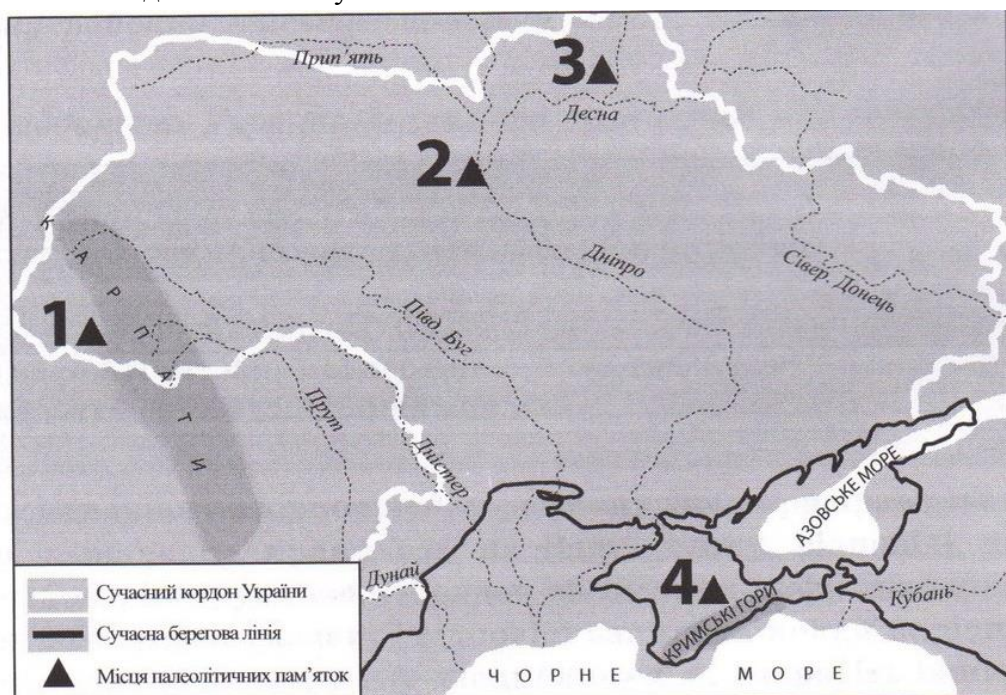 Прип'ять
3
Десна
2
К А Р П А Т И
Дніпро
Сівер. Донець
1
Півд. Буг
Прут
Дністер
АЗОВСЬКЕ МОРЕ
Дунай
4
КРИМСЬКІ ГОРИ
Кубань
ЧОРНЕ МОРЕ
Сучасний кордон України
Сучасна берегова лінія
Місця палеолітичних пам'яток